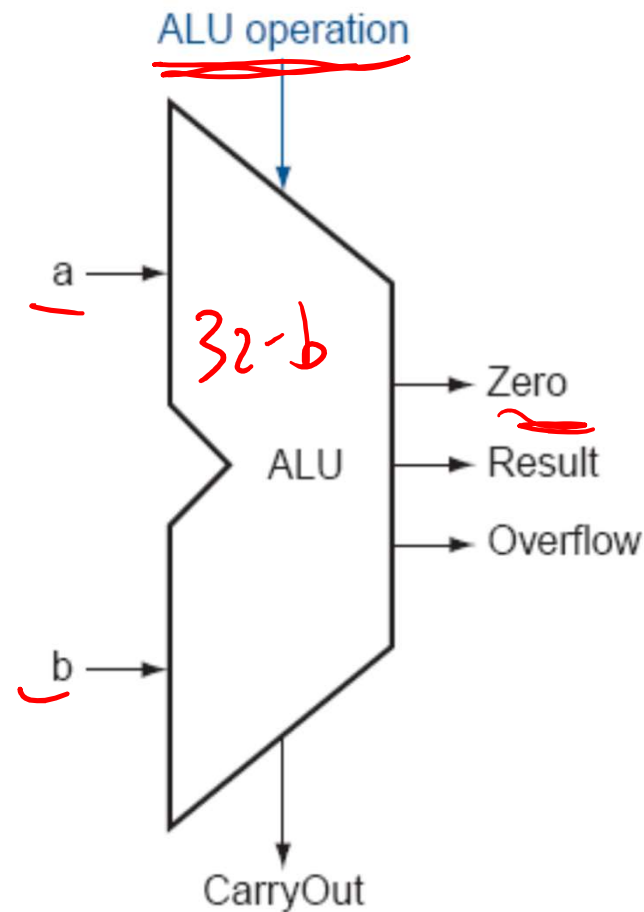 ALU operation
a
32-b
Zero
ALU
Result
Overflow
b
CarryOut